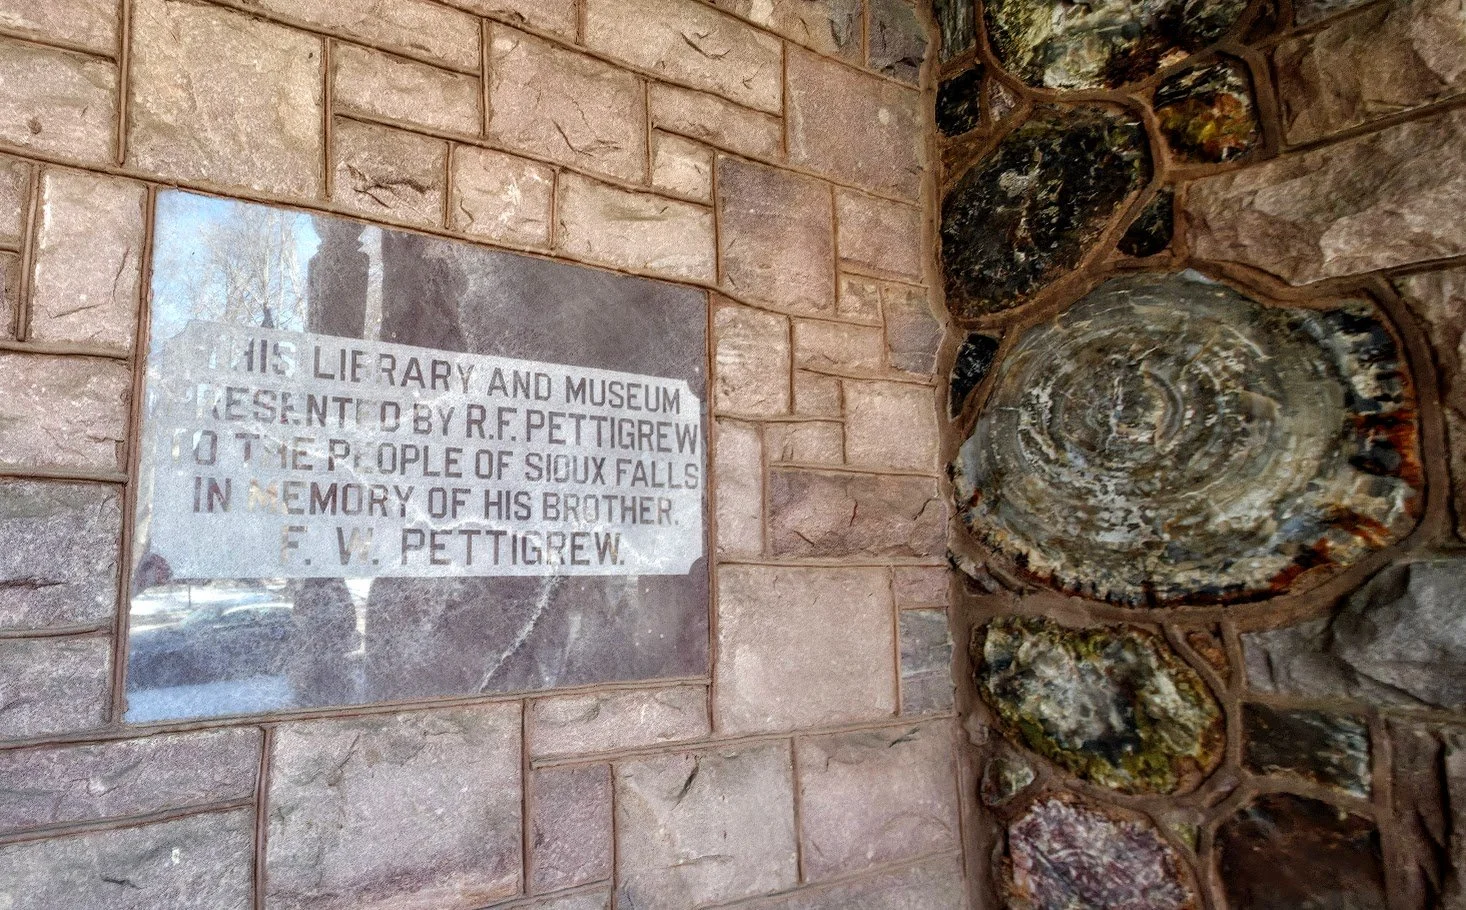 THIS LIBRARY AND MUSEUM
PRESENTED BY R.F. PETTIGREW
TO THE PEOPLE OF SIOUX FALLS
IN MEMORY OF HIS BROTHER.
F. W. PETTIGREW.